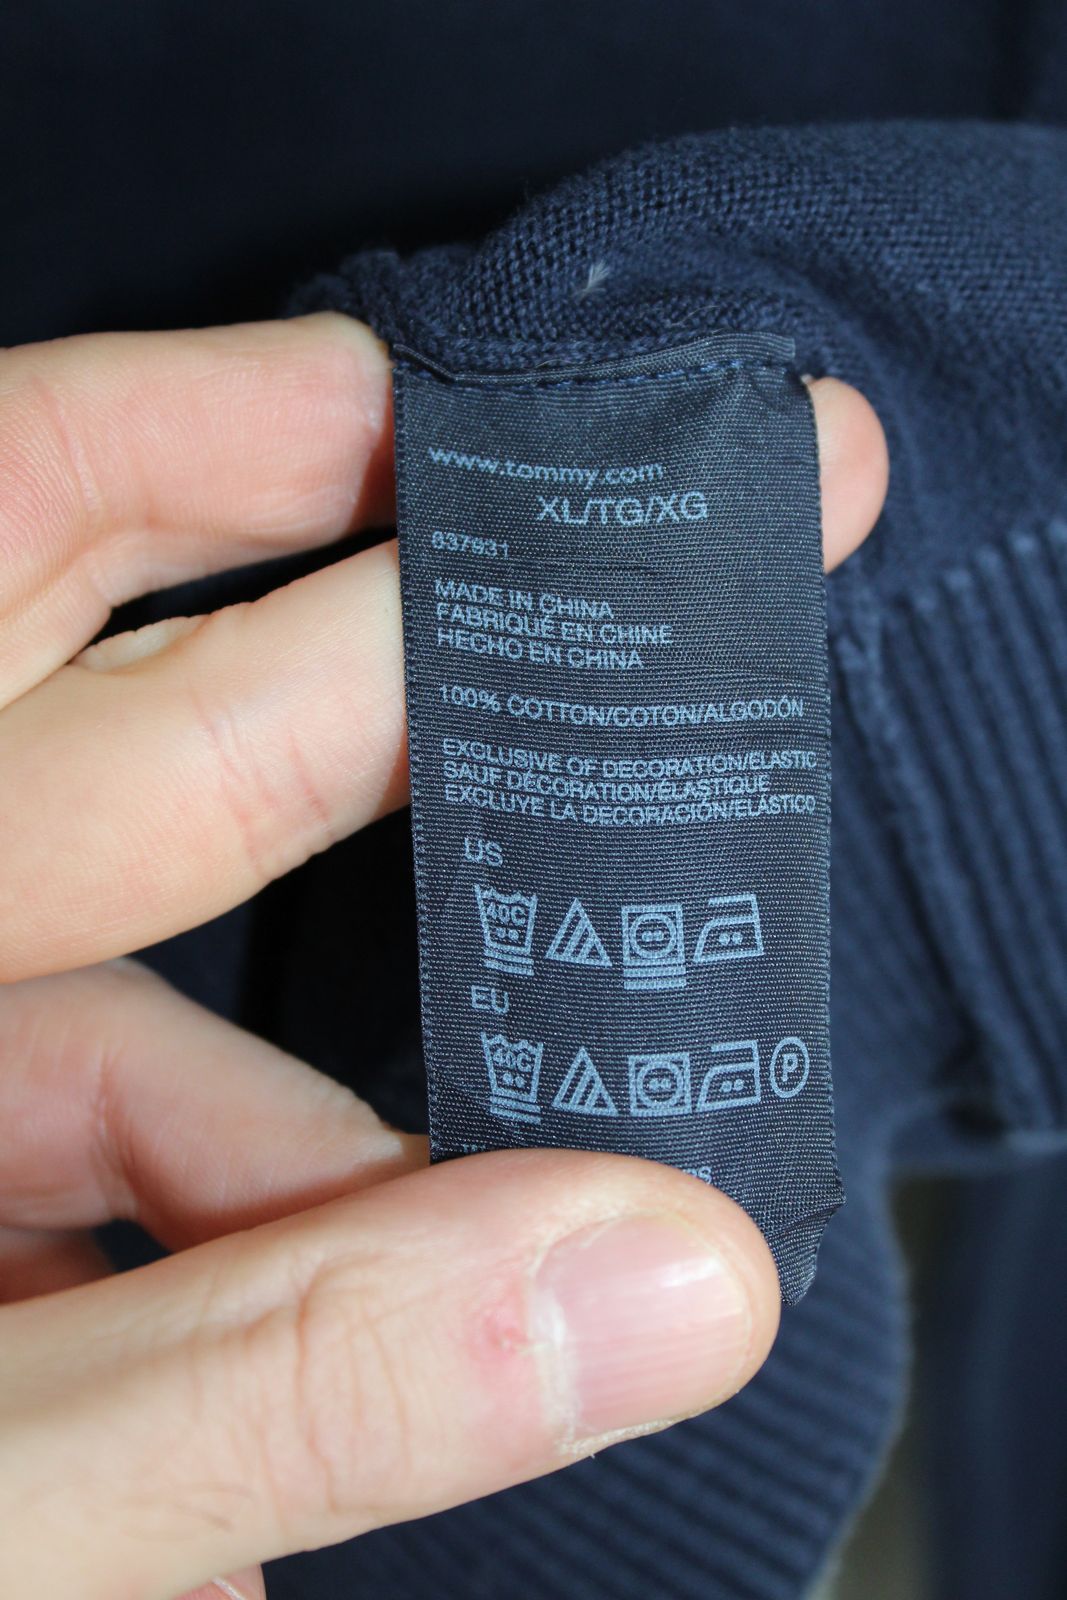 www.tommy.com
XL/TG/XG
837931
MADE IN CHINA
FABRIQUÉ EN CHINE
HECHO EN CHINA
100% COTTON/COTON/ALGODÓN
EXCLUSIVE OF DECORATION/ELASTIC
SAUF DÉCORATION/ÉLASTIQUE
EXCLUYE LA DECORACIÓN/ELÁSTICO
US
40C
EU
40C
P